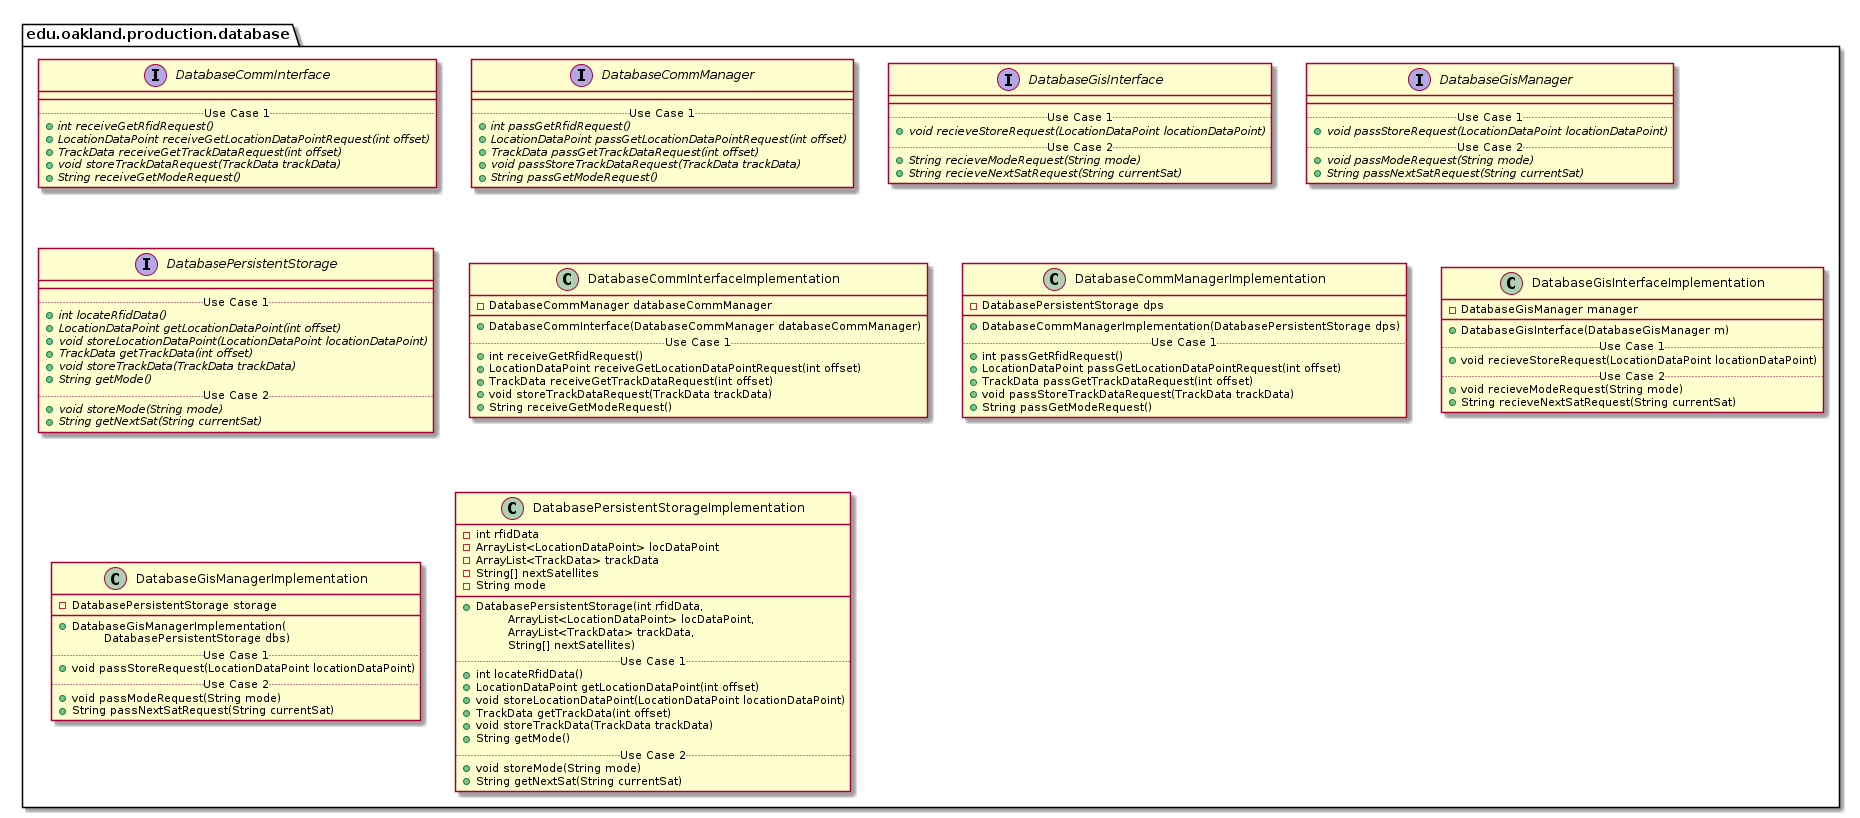 edu.oakland.production.database
I DatabaseCommInterface
Use Case 1
int receiveGetRfidRequest()
LocationDataPoint receiveGetLocationDataPointRequest(int offset)
TrackData receiveGetTrackDataRequest(int offset)
void storeTrackDataRequest(TrackData trackData)
String receiveGetModeRequest()
I DatabaseCommManager
Use Case 1
int passGetRfidRequest()
LocationDataPoint passGetLocationDataPointRequest(int offset)
TrackData passGetTrackDataRequest(int offset)
void passStoreTrackDataRequest(TrackData trackData)
String passGetModeRequest()
I DatabaseGisInterface
Use Case 1
void recieveStoreRequest(LocationDataPoint locationDataPoint)
Use Case 2
String recieveModeRequest(String mode)
String recieveNextSatRequest(String currentSat)
I DatabaseGisManager
Use Case 1
void passStoreRequest(LocationDataPoint locationDataPoint)
Use Case 2
void passModeRequest(String mode)
String passNextSatRequest(String currentSat)
I DatabasePersistentStorage
Use Case 1
int locateRfidData()
LocationDataPoint getLocationDataPoint(int offset)
void storeLocationDataPoint(LocationDataPoint locationDataPoint)
TrackData getTrackData(int offset)
void storeTrackData(TrackData trackData)
String getMode()
Use Case 2
void storeMode(String mode)
String getNextSat(String currentSat)
C DatabaseCommInterfaceImplementation
DatabaseCommManager databaseCommManager
DatabaseCommInterface(DatabaseCommManager databaseCommManager)
Use Case 1
int receiveGetRfidRequest()
LocationDataPoint receiveGetLocationDataPointRequest(int offset)
TrackData receiveGetTrackDataRequest(int offset)
void storeTrackDataRequest(TrackData trackData)
String receiveGetModeRequest()
C DatabaseCommManagerImplementation
DatabasePersistentStorage dps
DatabaseCommManagerImplementation(DatabasePersistentStorage dps)
Use Case 1
int passGetRfidRequest()
LocationDataPoint passGetLocationDataPointRequest(int offset)
TrackData passGetTrackDataRequest(int offset)
void passStoreTrackDataRequest(TrackData trackData)
String passGetModeRequest()
C DatabaseGisInterfaceImplementation
DatabaseGisManager manager
DatabaseGisInterface(DatabaseGisManager m)
Use Case 1
void recieveStoreRequest(LocationDataPoint locationDataPoint)
Use Case 2
void recieveModeRequest(String mode)
String recieveNextSatRequest(String currentSat)
C DatabaseGisManagerImplementation
DatabasePersistentStorage storage
DatabaseGisManagerImplementation(
DatabasePersistentStorage dbs)
Use Case 1
void passStoreRequest(LocationDataPoint locationDataPoint)
Use Case 2
void passModeRequest(String mode)
String passNextSatRequest(String currentSat)
C DatabasePersistentStorageImplementation
int rfidData
ArrayList<LocationDataPoint> locDataPoint
ArrayList<TrackData> trackData
String[] nextSatellites
String mode
DatabasePersistentStorage(int rfidData,
ArrayList<LocationDataPoint> locDataPoint,
ArrayList<TrackData> trackData,
String[] nextSatellites)
Use Case 1
int locateRfidData()
LocationDataPoint getLocationDataPoint(int offset)
void storeLocationDataPoint(LocationDataPoint locationDataPoint)
TrackData getTrackData(int offset)
void storeTrackData(TrackData trackData)
String getMode()
Use Case 2
void storeMode(String mode)
String getNextSat(String currentSat)